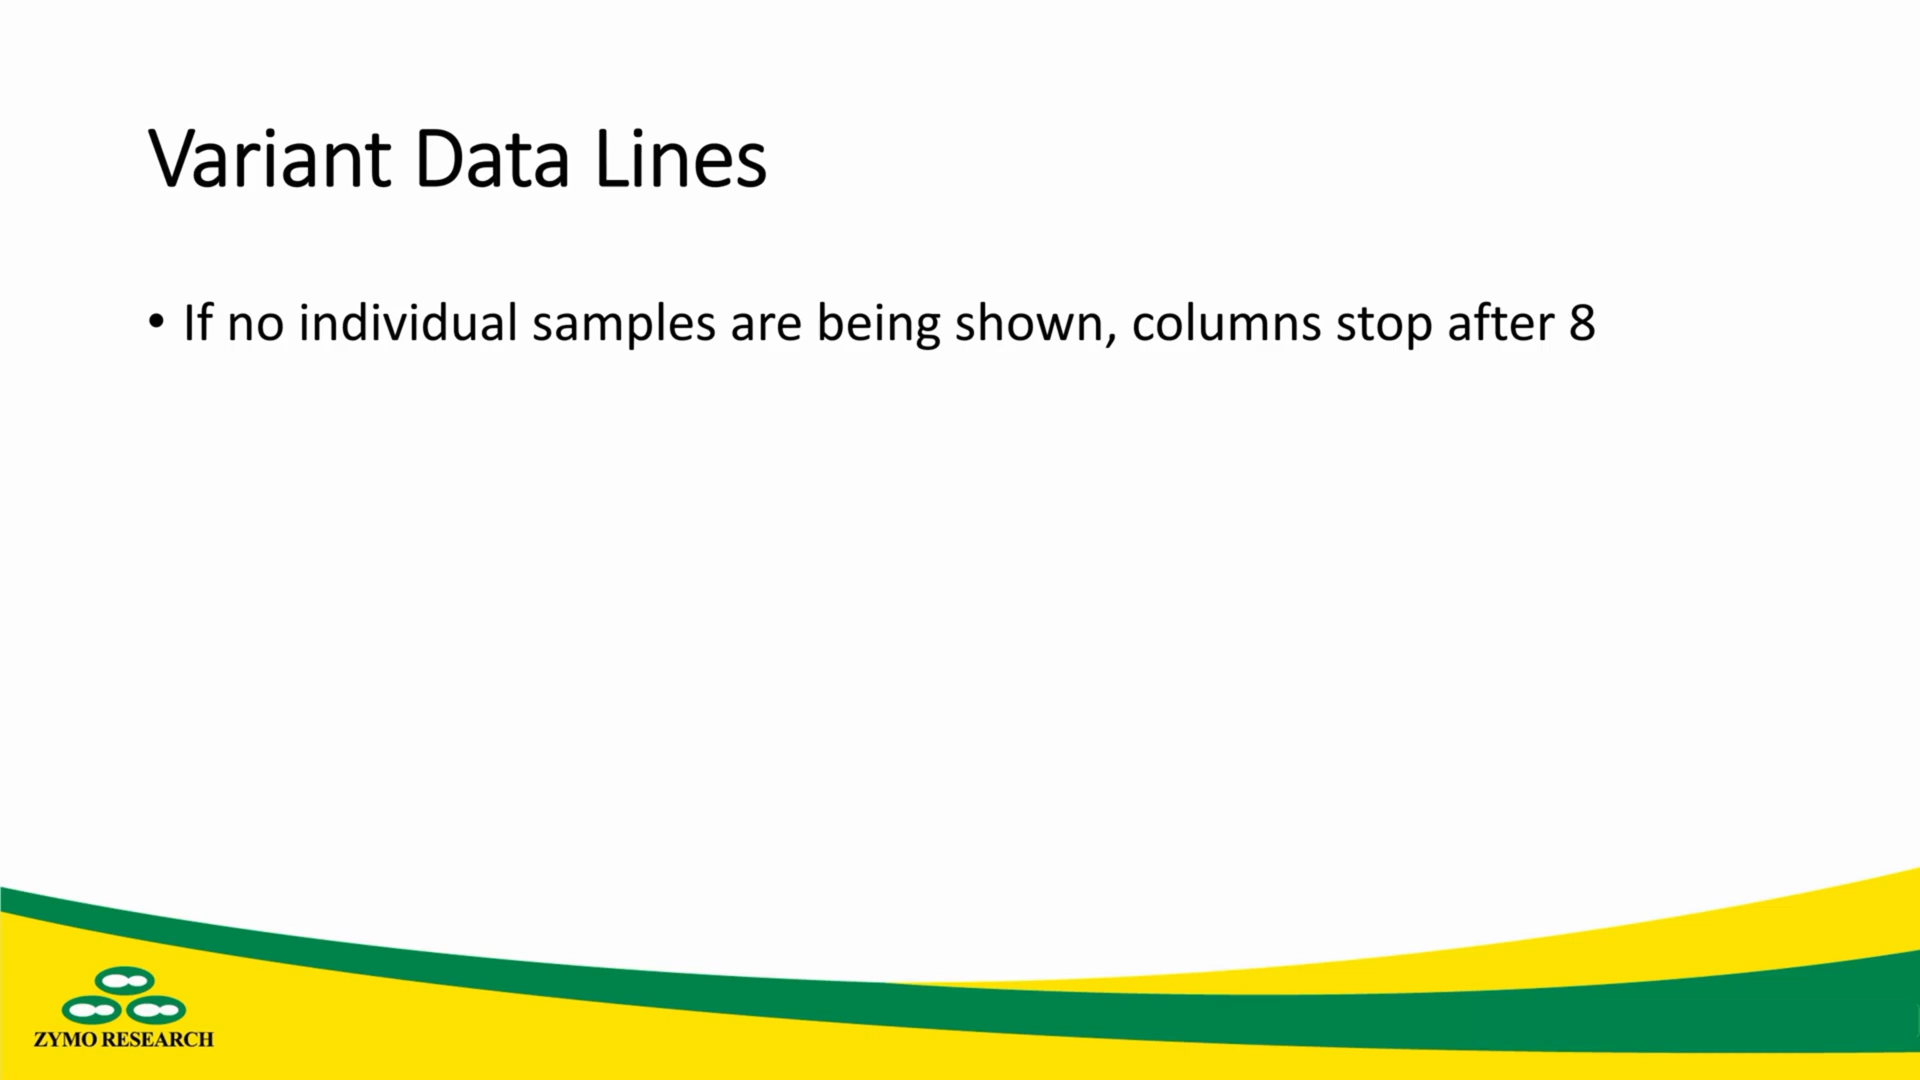 Variant Data Lines
• If no individual samples are being shown, columns stop after 8
ZYMO RESEARCH